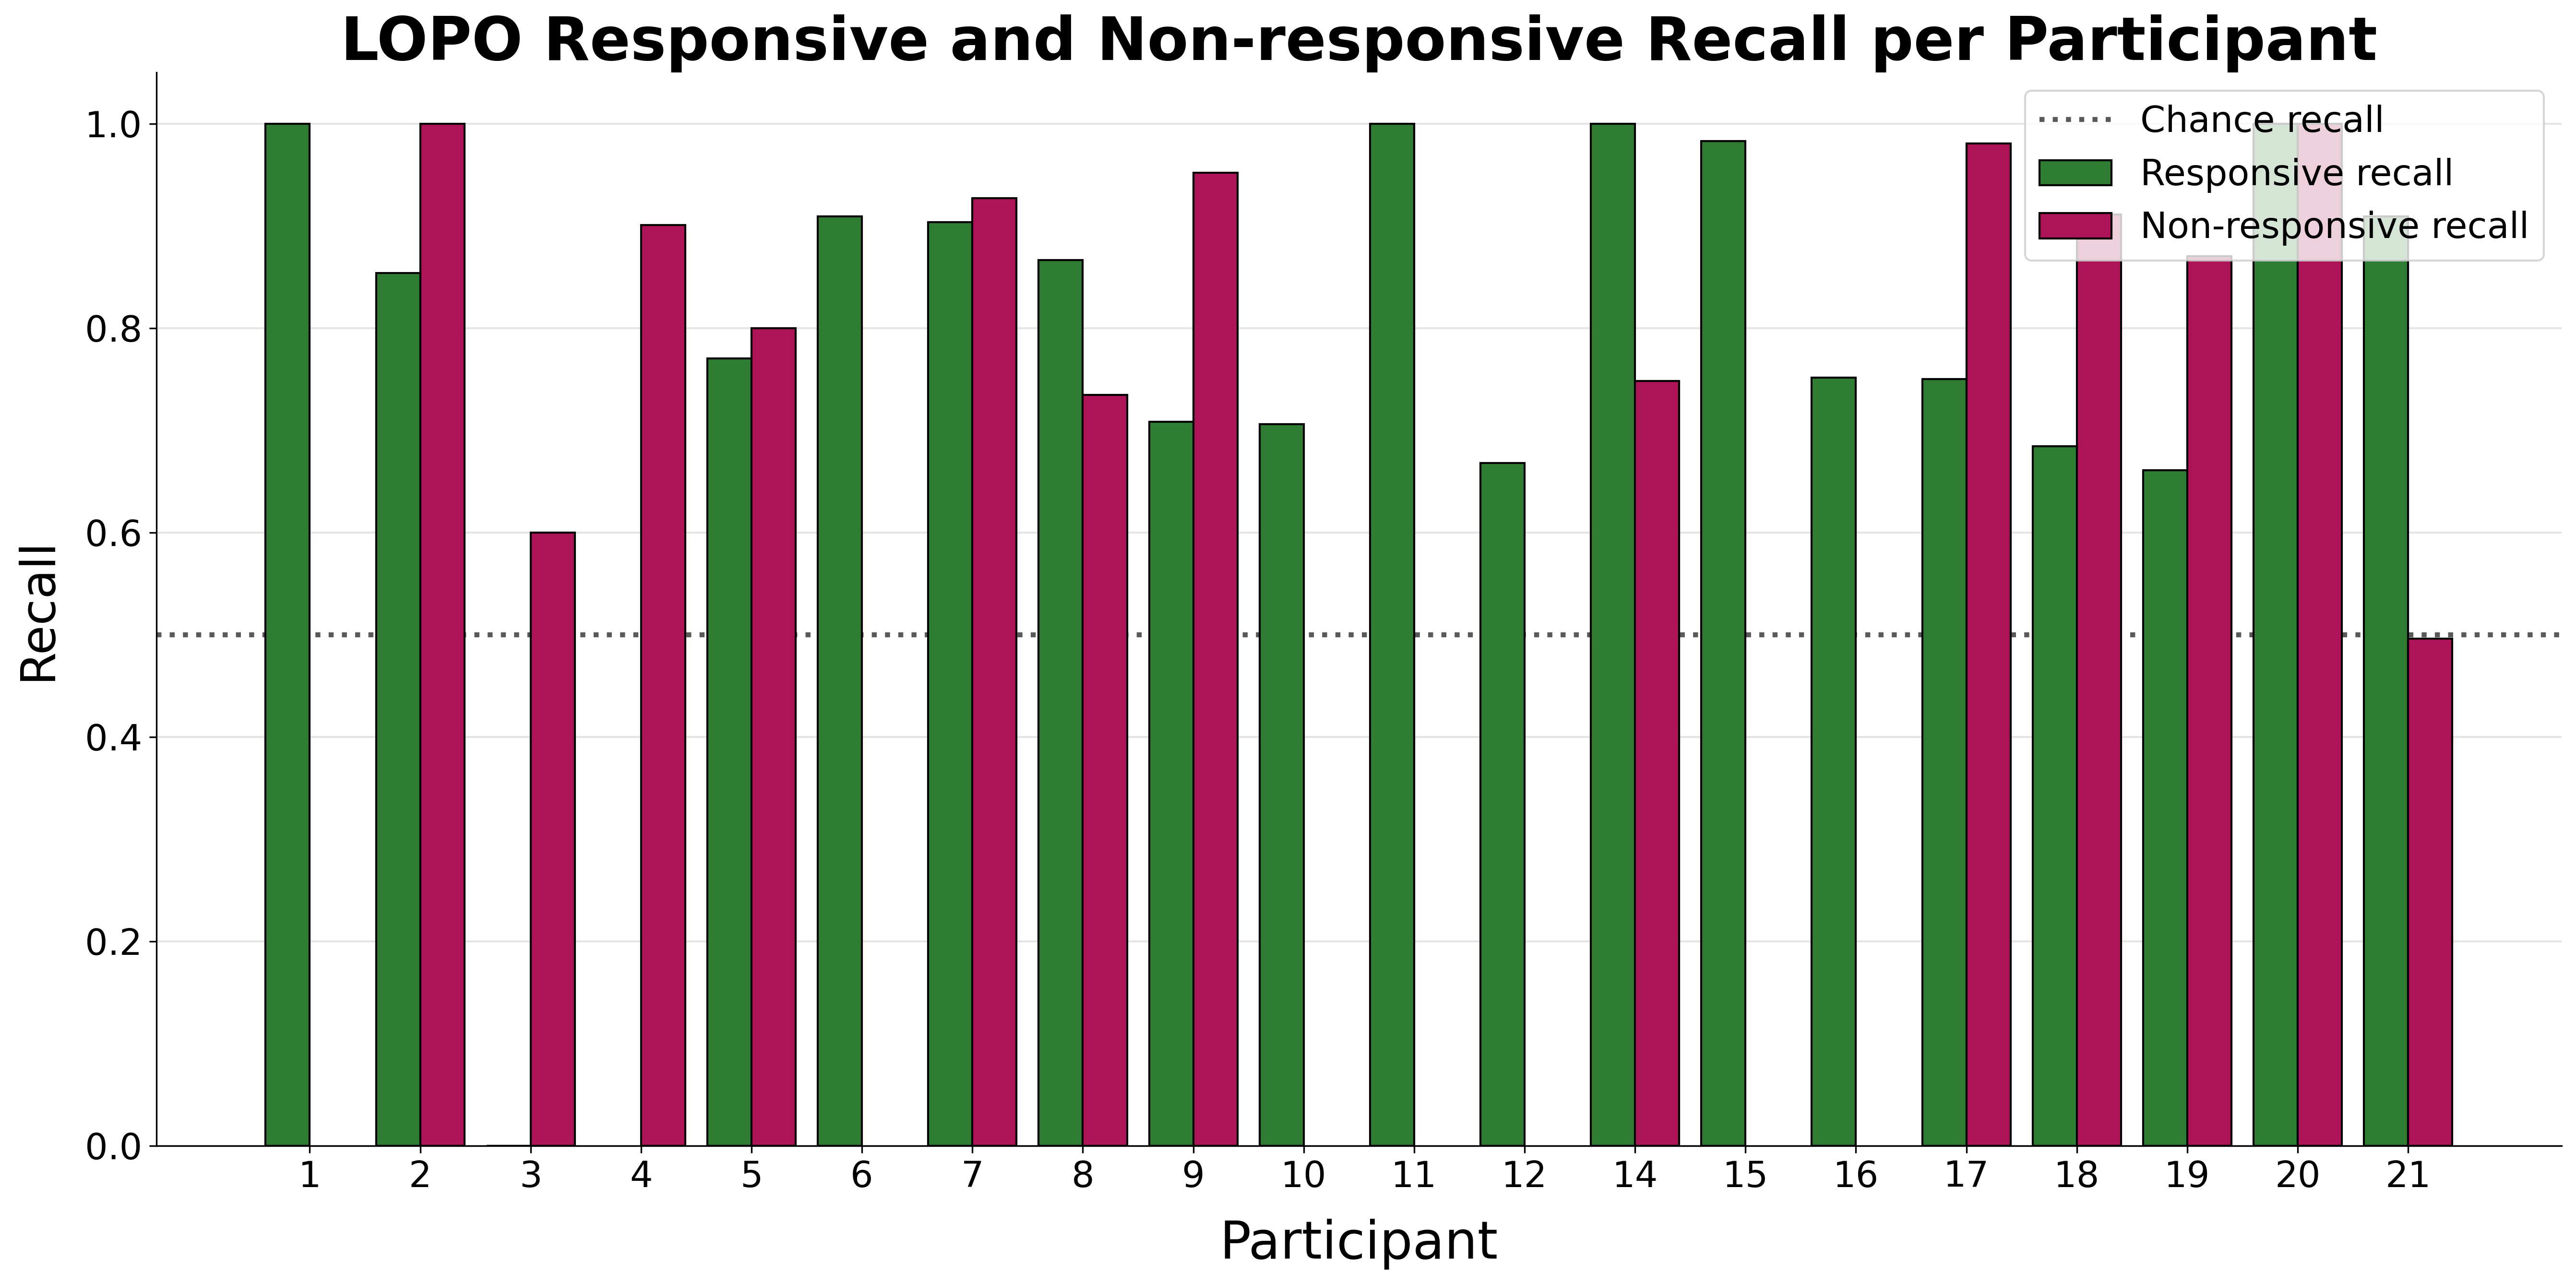 LOPO Responsive and Non-responsive Recall per Participant
Chance recall
Responsive recall
Non-responsive recall
1.0
0.8
0.6
0.4
0.2
0.0
Recall
1 2 3 4 5 6 7 8 9 10 11 12 14 15 16 17 18 19 20 21
Participant